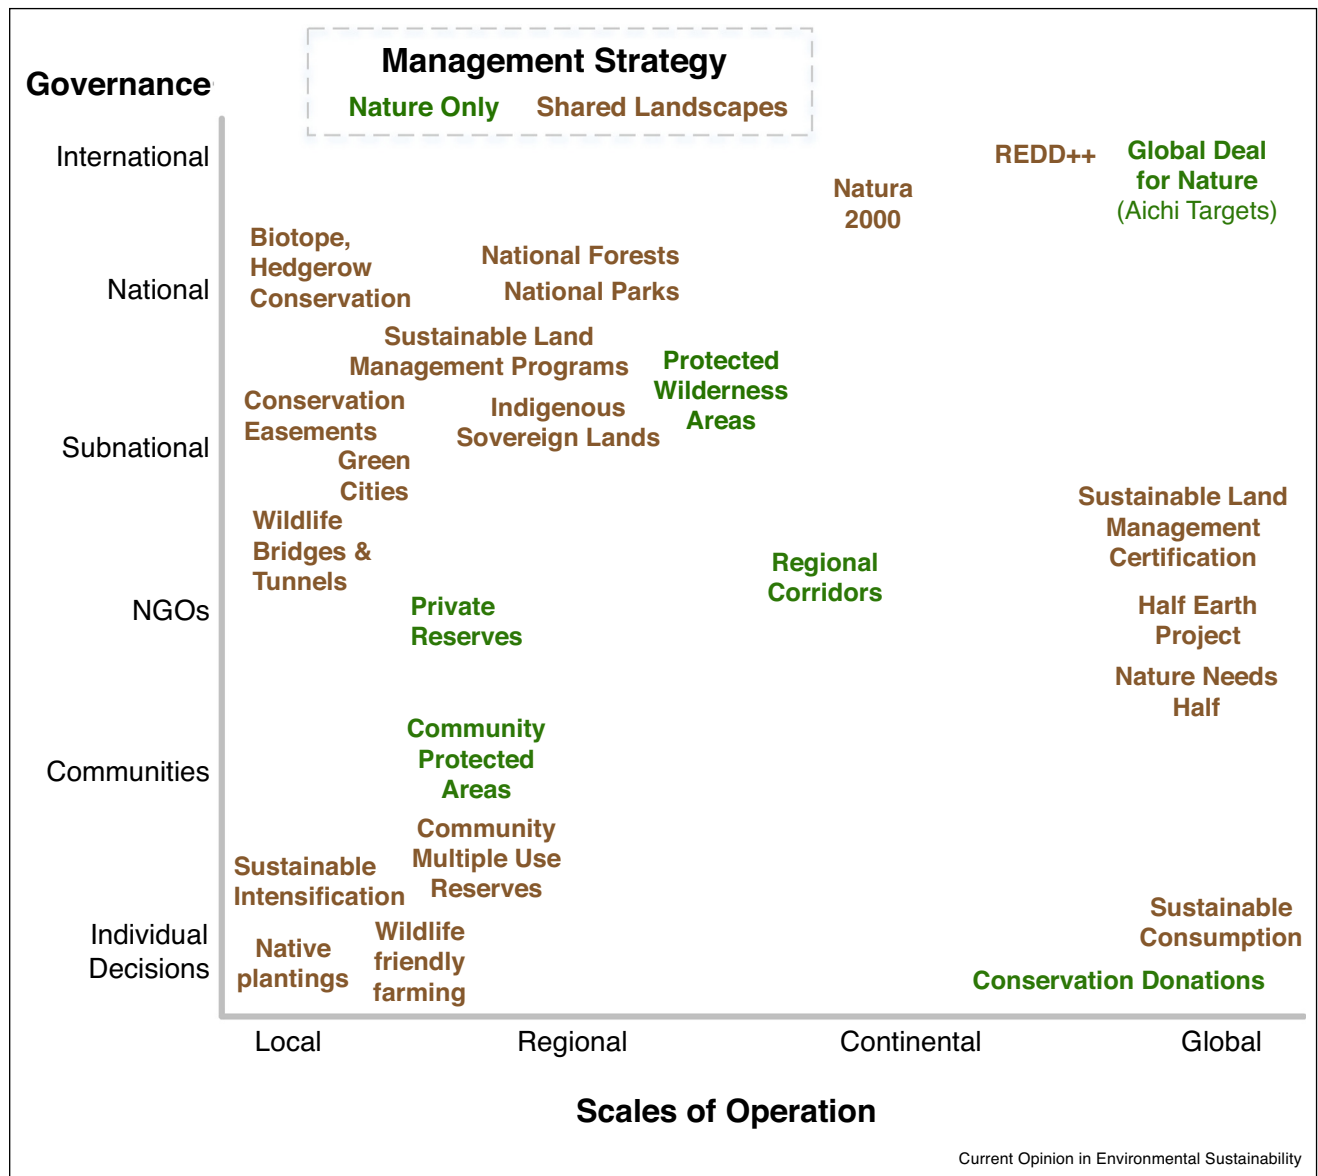 Management Strategy
Nature Only Shared Landscapes
Governance
International
National
Subnational
NGOs
Communities
Individual
Decisions
REDD++
Global Deal
for Nature
(Aichi Targets)
Natura
2000
Biotope,
Hedgerow
Conservation
National Forests
National Parks
Sustainable Land
Management Programs
Protected
Wilderness
Areas
Conservation
Easements
Indigenous
Sovereign Lands
Green
Cities
Wildlife
Bridges &
Tunnels
Sustainable Land
Management
Certification
Regional
Corridors
Private
Reserves
Half Earth
Project
Nature Needs
Half
Community
Protected
Areas
Community
Multiple Use
Reserves
Sustainable
Intensification
Native
plantings
Wildlife
friendly
farming
Sustainable
Consumption
Conservation Donations
Local Regional Continental Global
Scales of Operation
Current Opinion in Environmental Sustainability